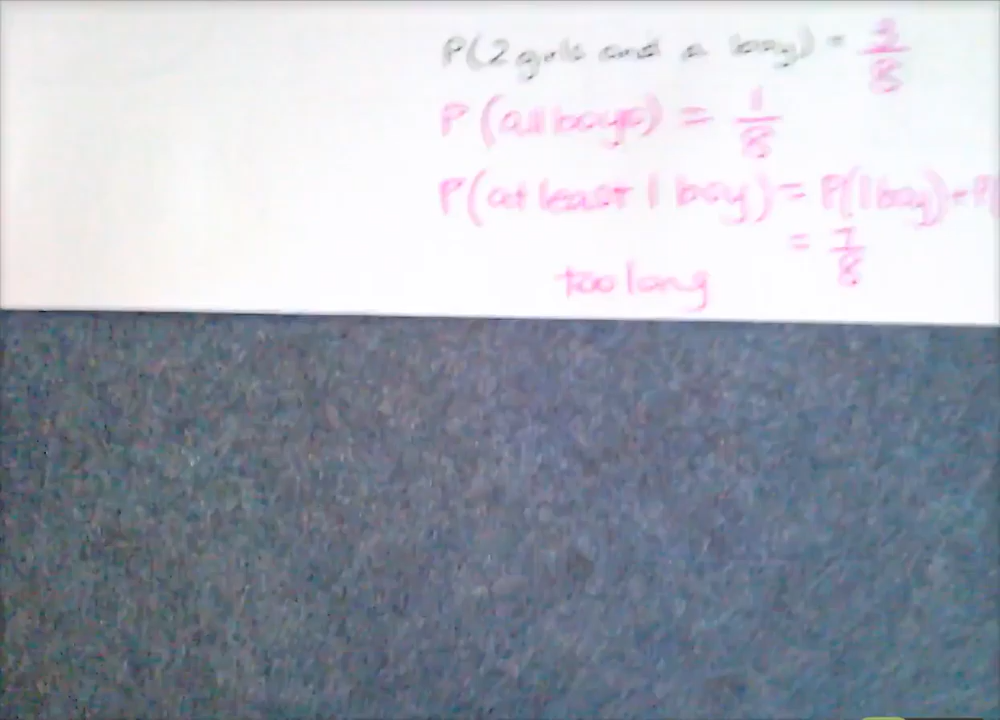 P(2 girls and a boy) = 3/8
P(all boys) = 1/8
P(at least 1 boy) = P(1 boy) + P(
= 7/8
too long